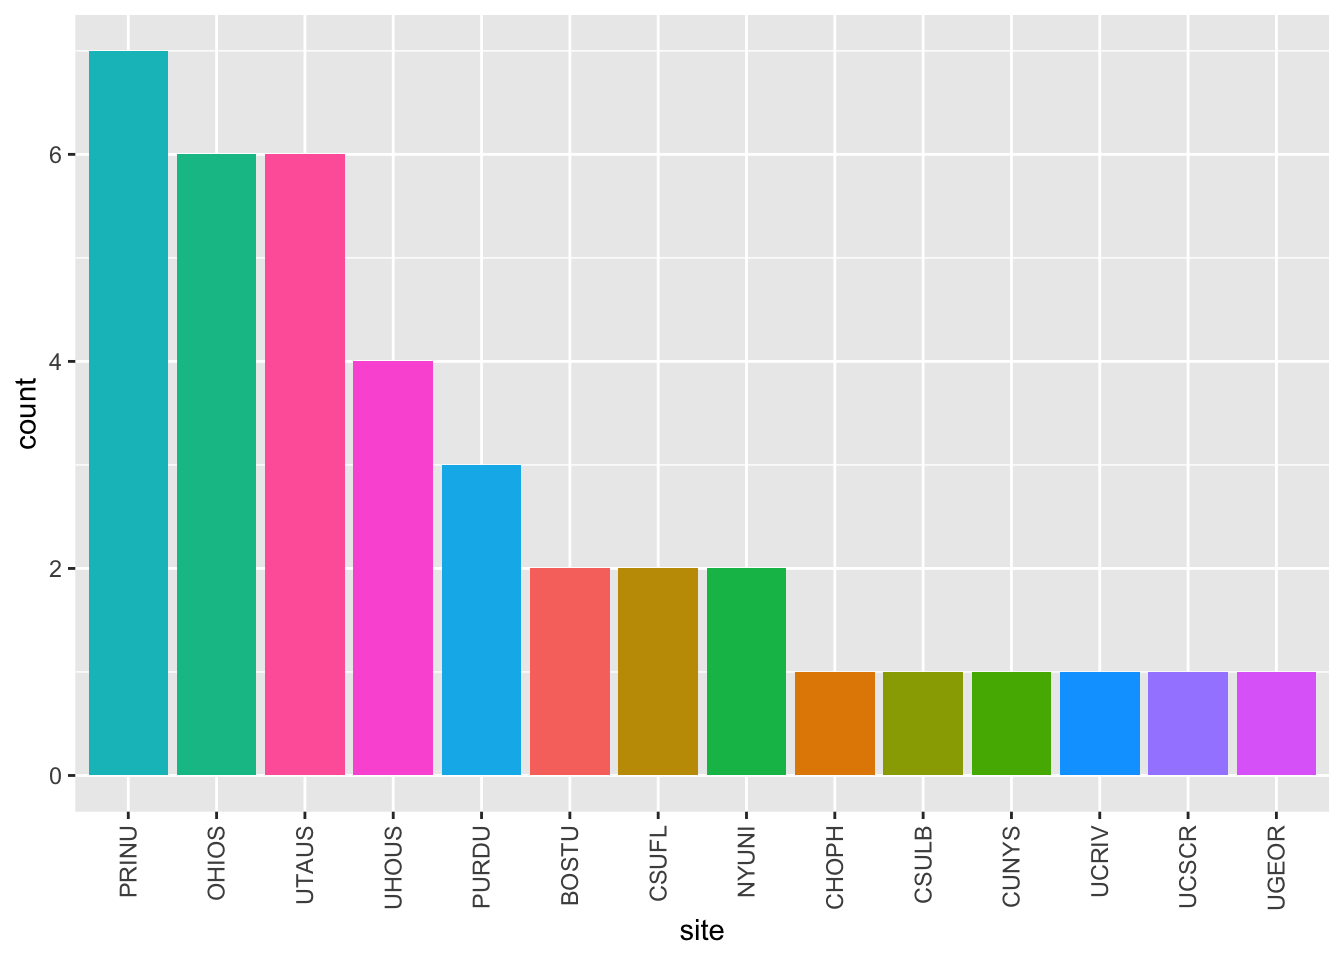 count
6
4
2
0
PRINU
OHIOS
UTAUS
UHOUS
PURDU
BOSTU
CSUFL
NYUNI
CHOPH
CSULB
CUNYS
UCRIV
UCSCR
UGEOR
site